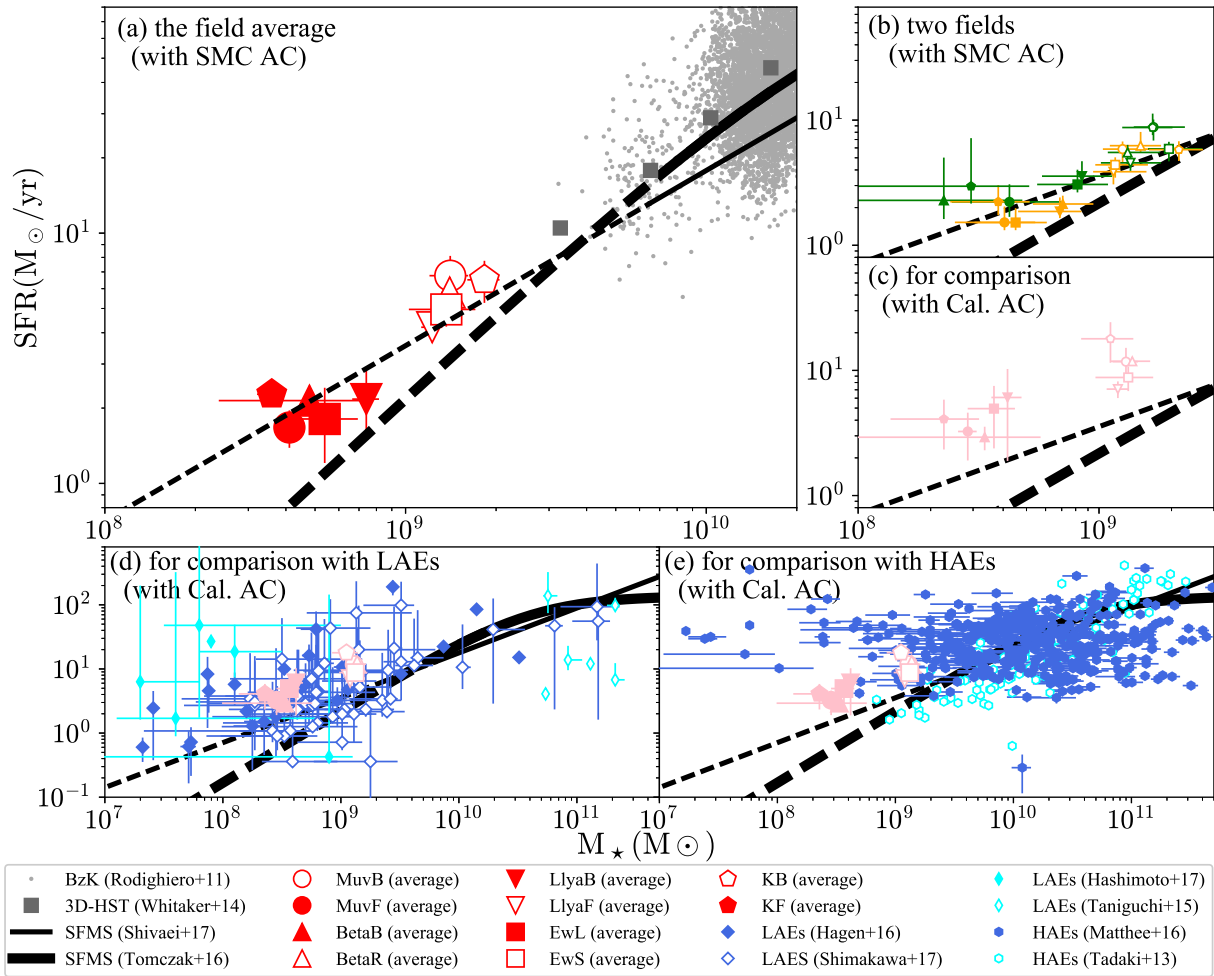 (a) the field average
(with SMC AC)
(b) two fields
(with SMC AC)
(c) for comparison
(with Cal. AC)
(d) for comparison with LAEs
(with Cal. AC)
(e) for comparison with HAEs
(with Cal. AC)
SFR(M⊙/yr)
10¹
10⁰
10⁸
10⁹
10¹⁰
10¹
10⁰
10¹
10⁰
10⁸
10⁹
10²
10¹
10⁰
10⁻¹
10⁷
10⁸
10⁹
10¹⁰
10¹¹
10⁷
10⁸
10⁹
10¹⁰
10¹¹
M⋆(M⊙)
BzK (Rodighiero+11)
3D-HST (Whitaker+14)
SFMS (Shivaei+17)
SFMS (Tomczak+16)
MuvB (average)
MuvF (average)
BetaB (average)
BetaR (average)
LlyaB (average)
LlyaF (average)
EwL (average)
EwS (average)
KB (average)
KF (average)
LAEs (Hagen+16)
LAES (Shimakawa+17)
LAEs (Hashimoto+17)
LAEs (Taniguchi+15)
HAEs (Matthee+16)
HAEs (Tadaki+13)